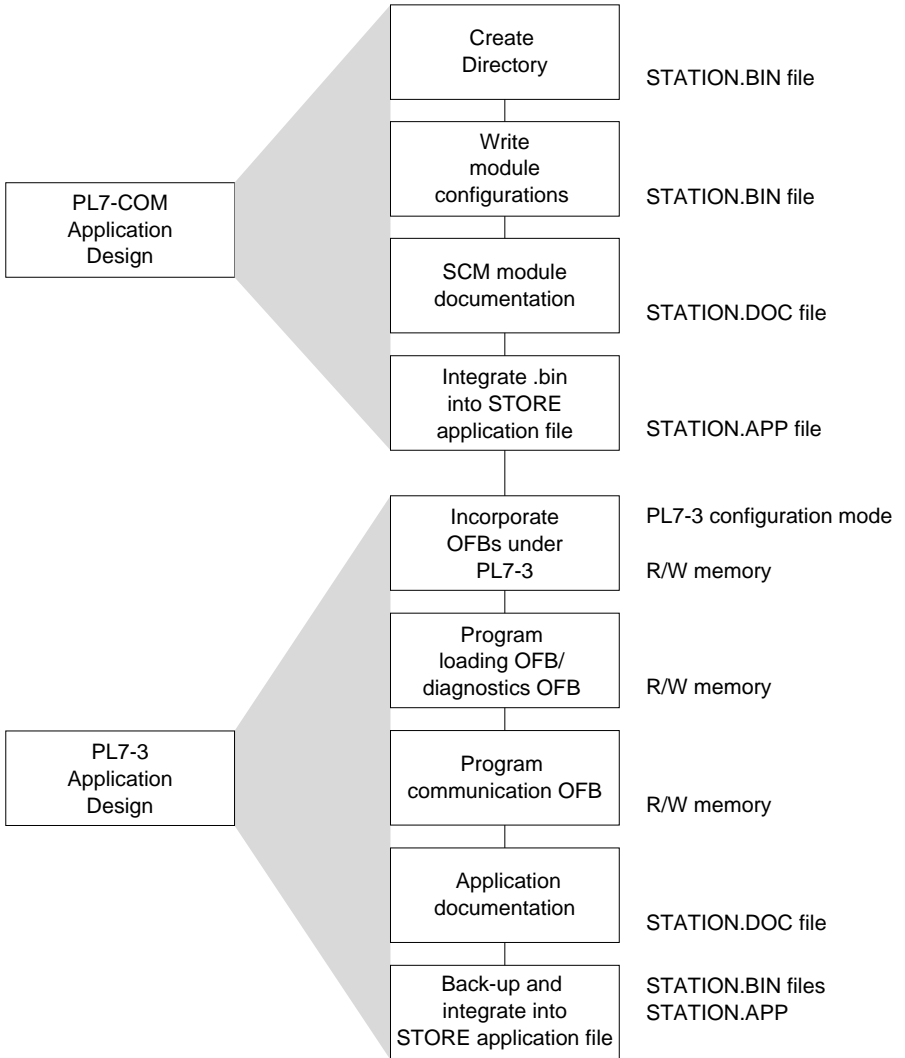 Create
Directory
STATION.BIN file
Write
module
configurations
STATION.BIN file
PL7-COM
Application
Design
SCM module
documentation
STATION.DOC file
Integrate .bin
into STORE
application file
STATION.APP file
Incorporate
OFBs under
PL7-3
PL7-3 configuration mode
R/W memory
Program
loading OFB/
diagnostics OFB
R/W memory
PL7-3
Application
Design
Program
communication OFB
R/W memory
Application
documentation
STATION.DOC file
Back-up and
integrate into
STORE application file
STATION.BIN files
STATION.APP